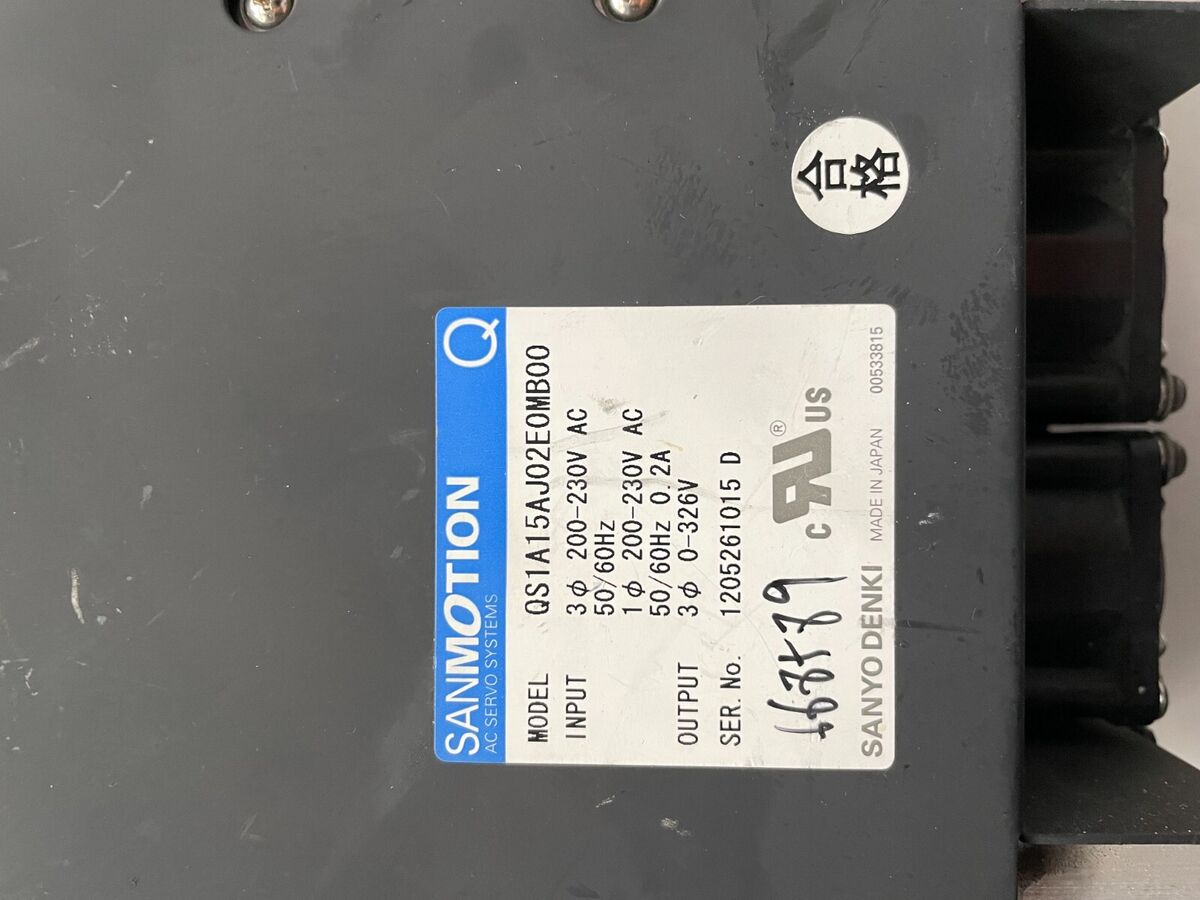 合格
SANMOTION Q
AC SERVO SYSTEMS
MODEL QS1A15AJ02E0MB00
INPUT 3ϕ 200-230V AC
50/60Hz
1ϕ 200-230V AC
50/60Hz 0.2A
OUTPUT 3ϕ 0-326V
SER. No. 1205261015 D
c RU ® US
SANYO DENKI MADE IN JAPAN 00533815